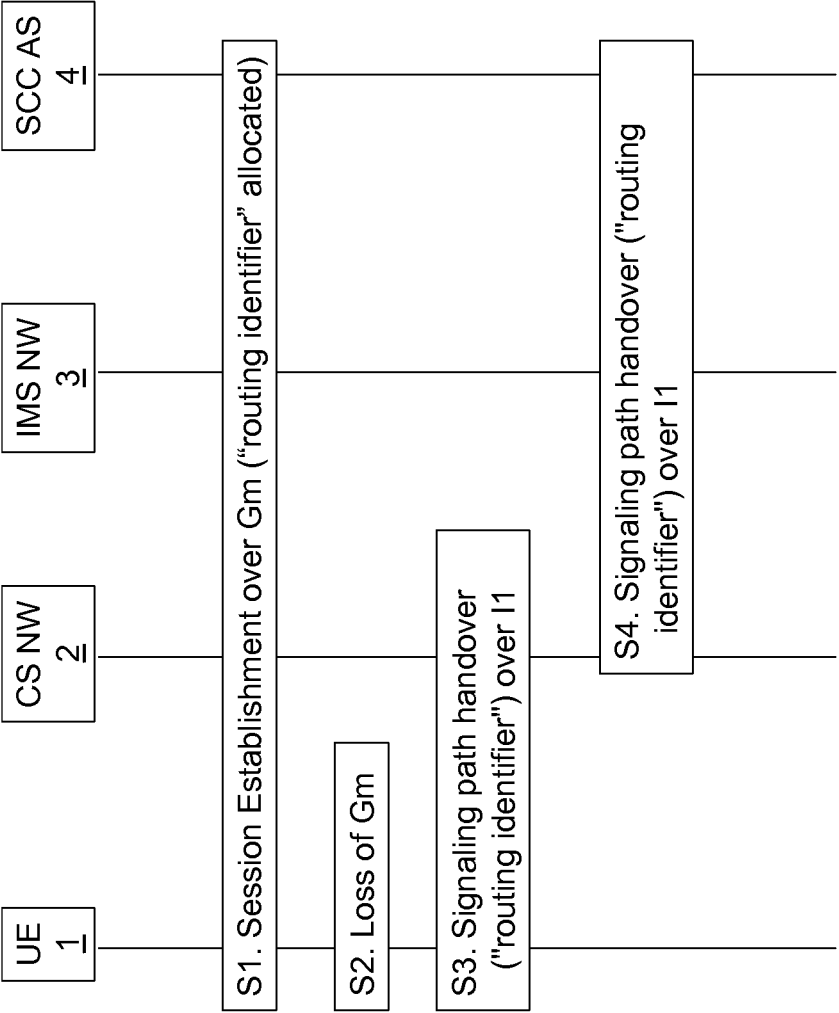 UE
1
CS NW
2
IMS NW
3
SCC AS
4
S1. Session Establishment over Gm (“routing identifier” allocated)
S2. Loss of Gm
S3. Signaling path handover
("routing identifier") over I1
S4. Signaling path handover ("routing
identifier") over I1